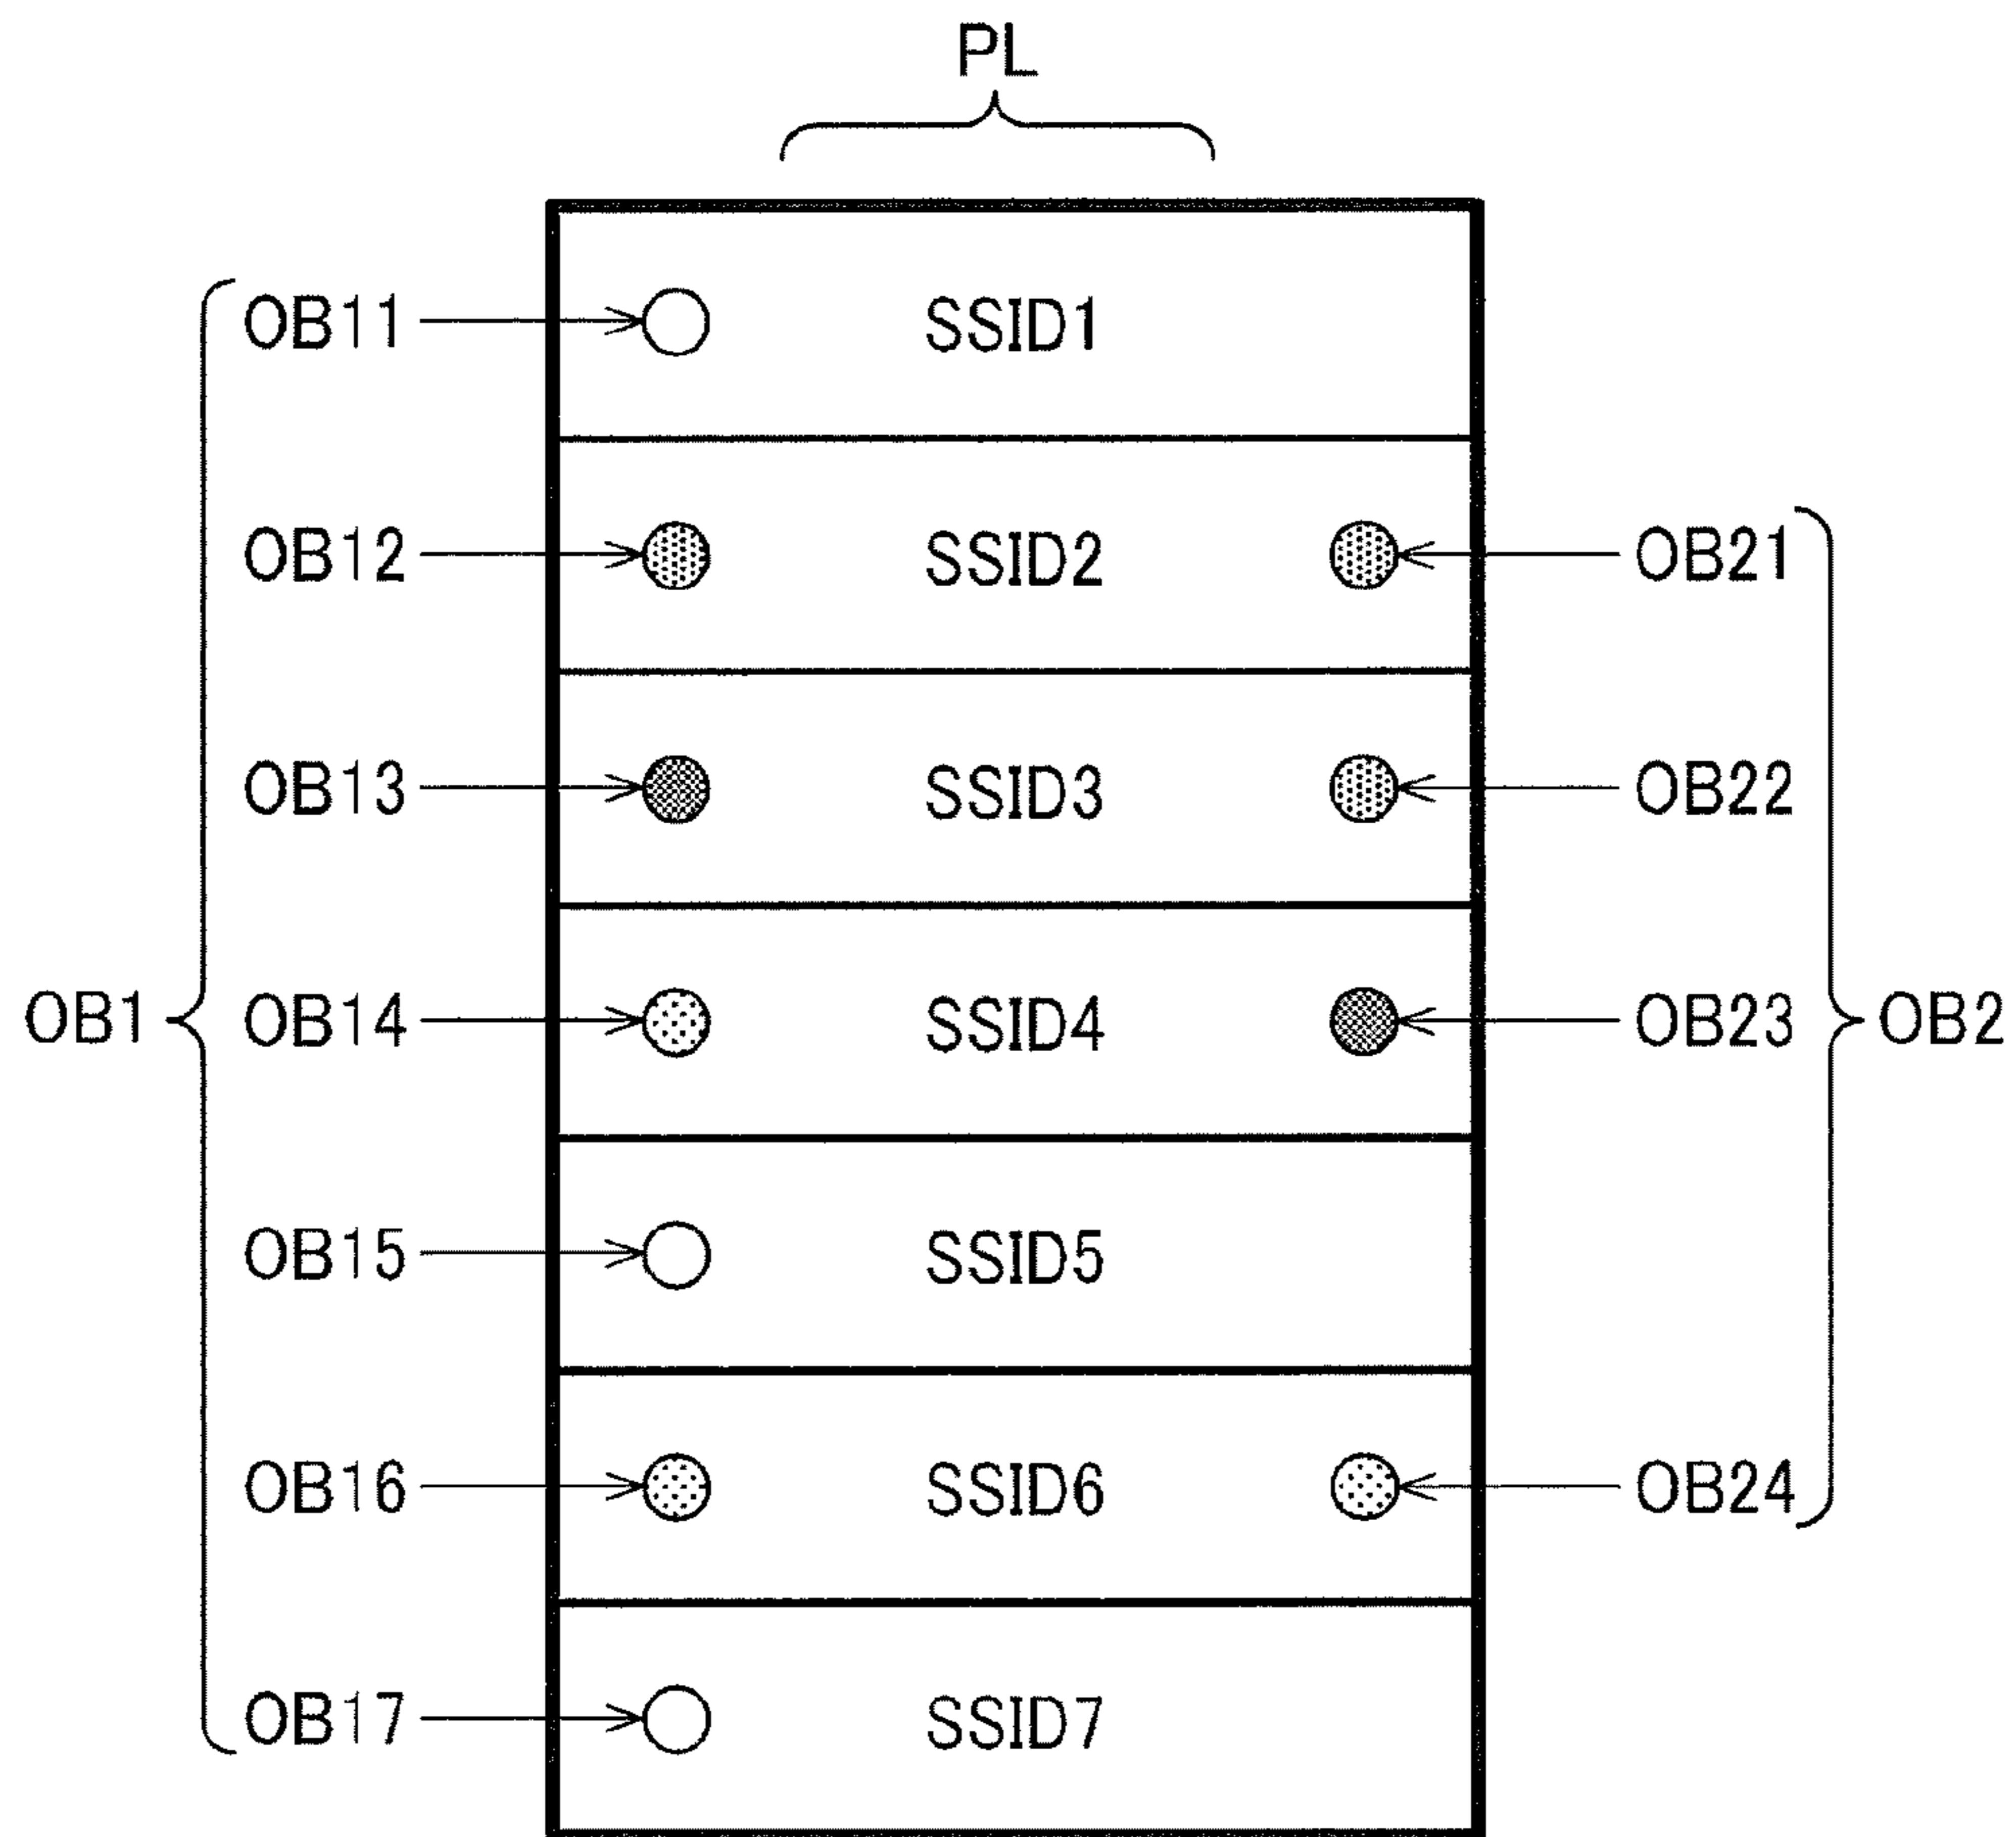 PL
OB11 SSID1
OB12 SSID2 OB21
OB13 SSID3 OB22
OB1 OB14 SSID4 OB23 OB2
OB15 SSID5
OB16 SSID6 OB24
OB17 SSID7